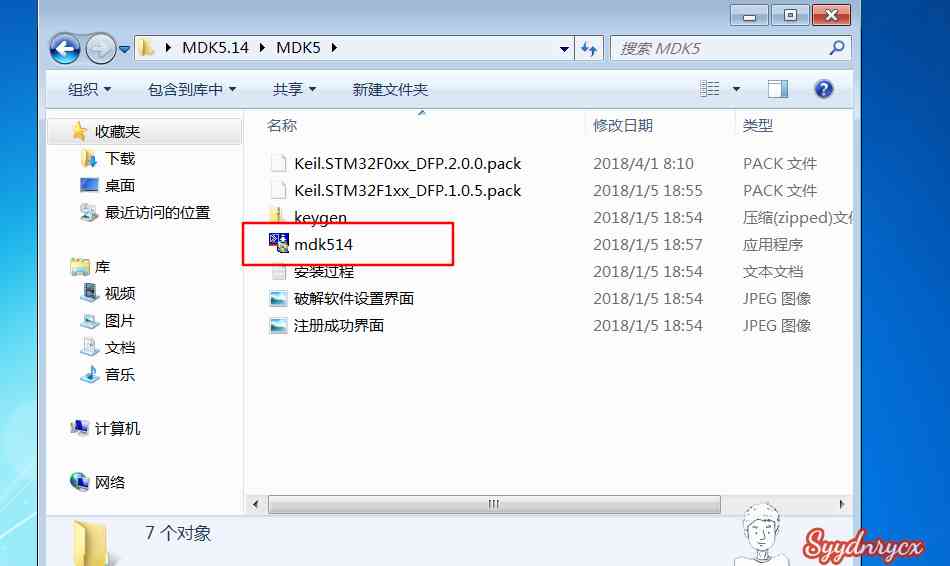 MDK5.14 MDK5 搜索 MDK5
组织 包含到库中 共享 新建文件夹
收藏夹
下载
桌面
最近访问的位置
库
视频
图片
文档
音乐
计算机
网络
名称 修改日期 类型
Keil.STM32F0xx_DFP.2.0.0.pack 2018/4/1 8:10 PACK 文件
Keil.STM32F1xx_DFP.1.0.5.pack 2018/1/5 18:55 PACK 文件
keygen 2018/1/5 18:54 压缩(zipped)文件
mdk514 2018/1/5 18:57 应用程序
安装过程 2018/1/5 18:54 文本文档
破解软件设置界面 2018/1/5 18:54 JPEG 图像
注册成功界面 2018/1/5 18:54 JPEG 图像
7 个对象
Syydnrycx